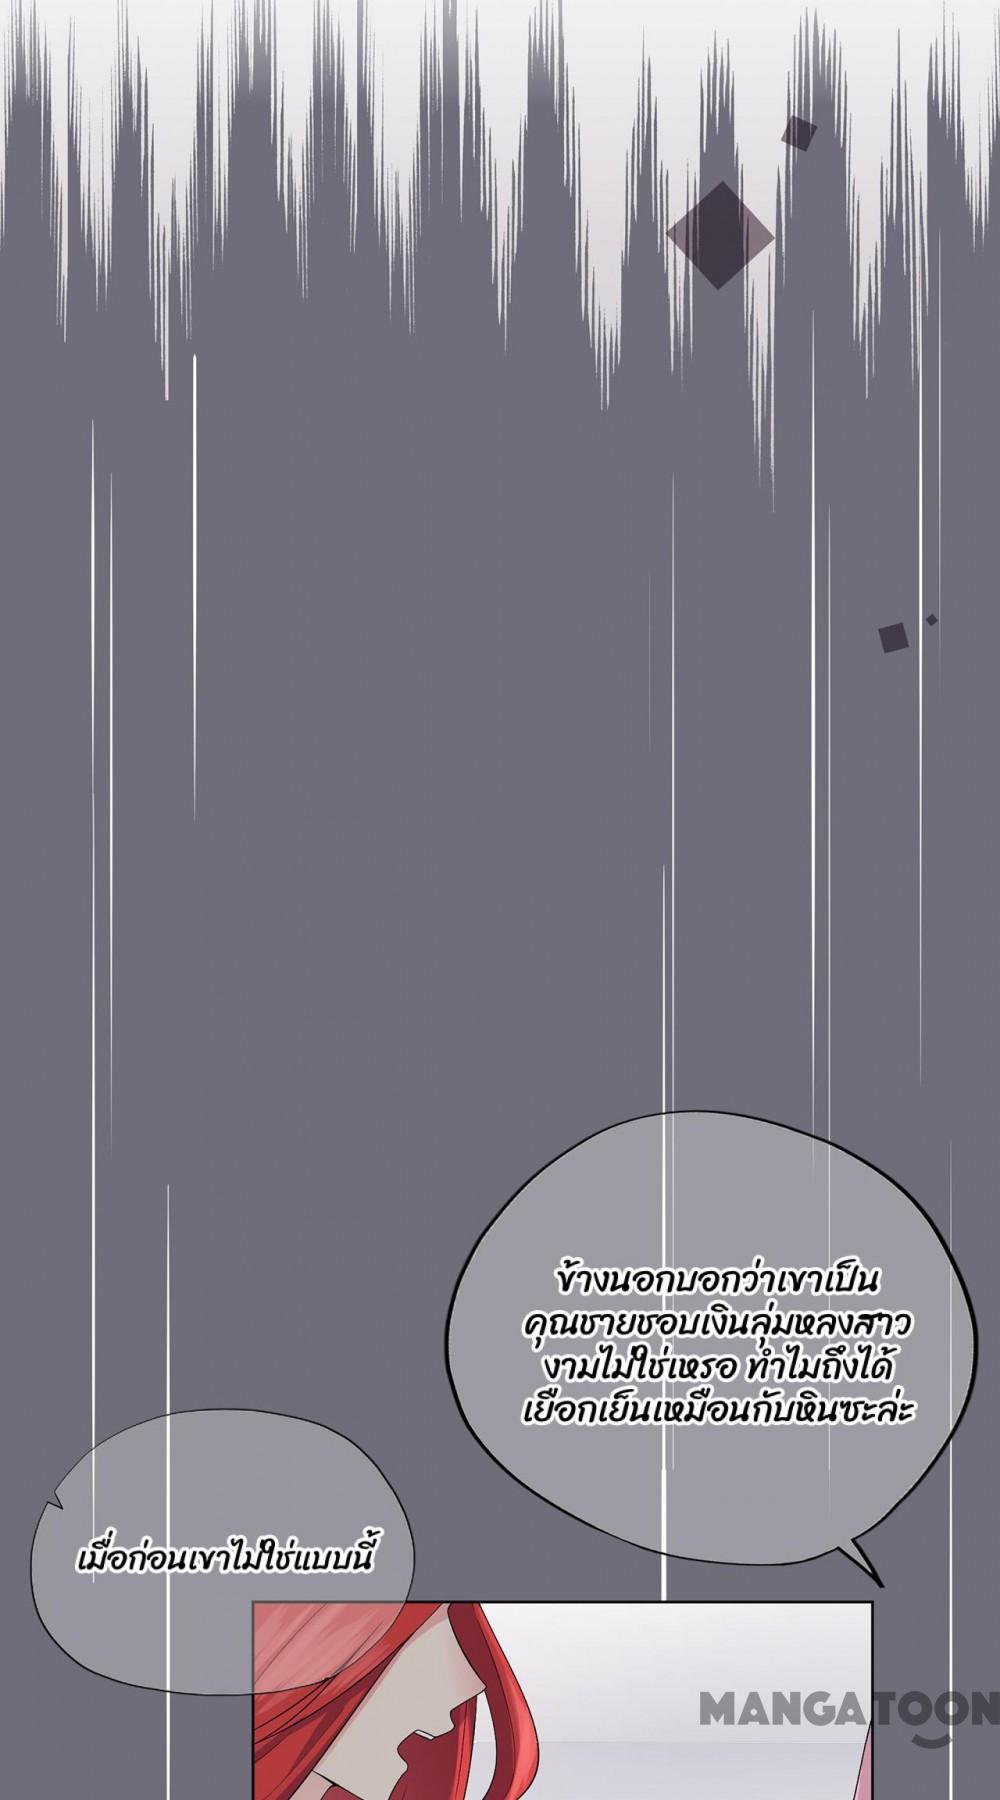 ข้างนอกบอกว่าเขาเป็น
คุณชายชอบเงินลุ่มหลงสาว
งามไม่ใช่เหรอ ทำไมถึงได้
เยือกเย็นเหมือนกับหินซะล่ะ
เมื่อก่อนเขาไม่ใช่แบบนี้
MANGATOON